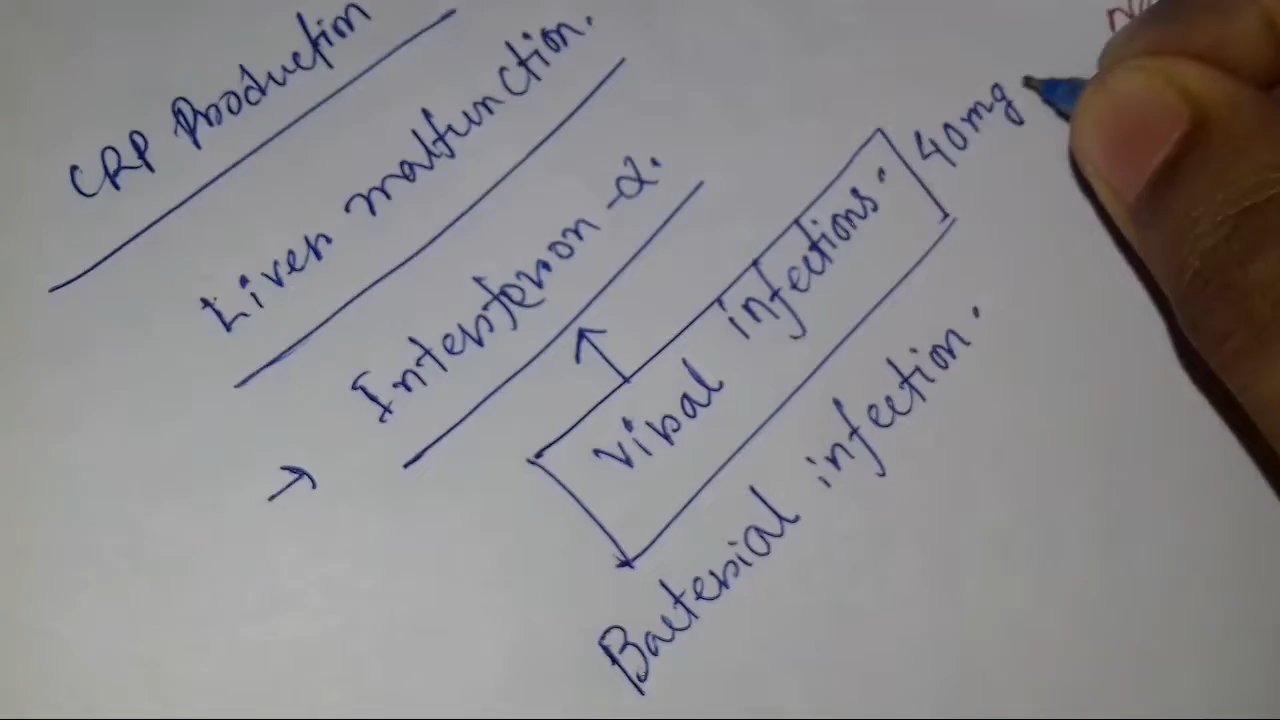 CRP Production
Liver malfunction.
Interferon-α.
→
Viral infections. 40mg
Bacterial infection.